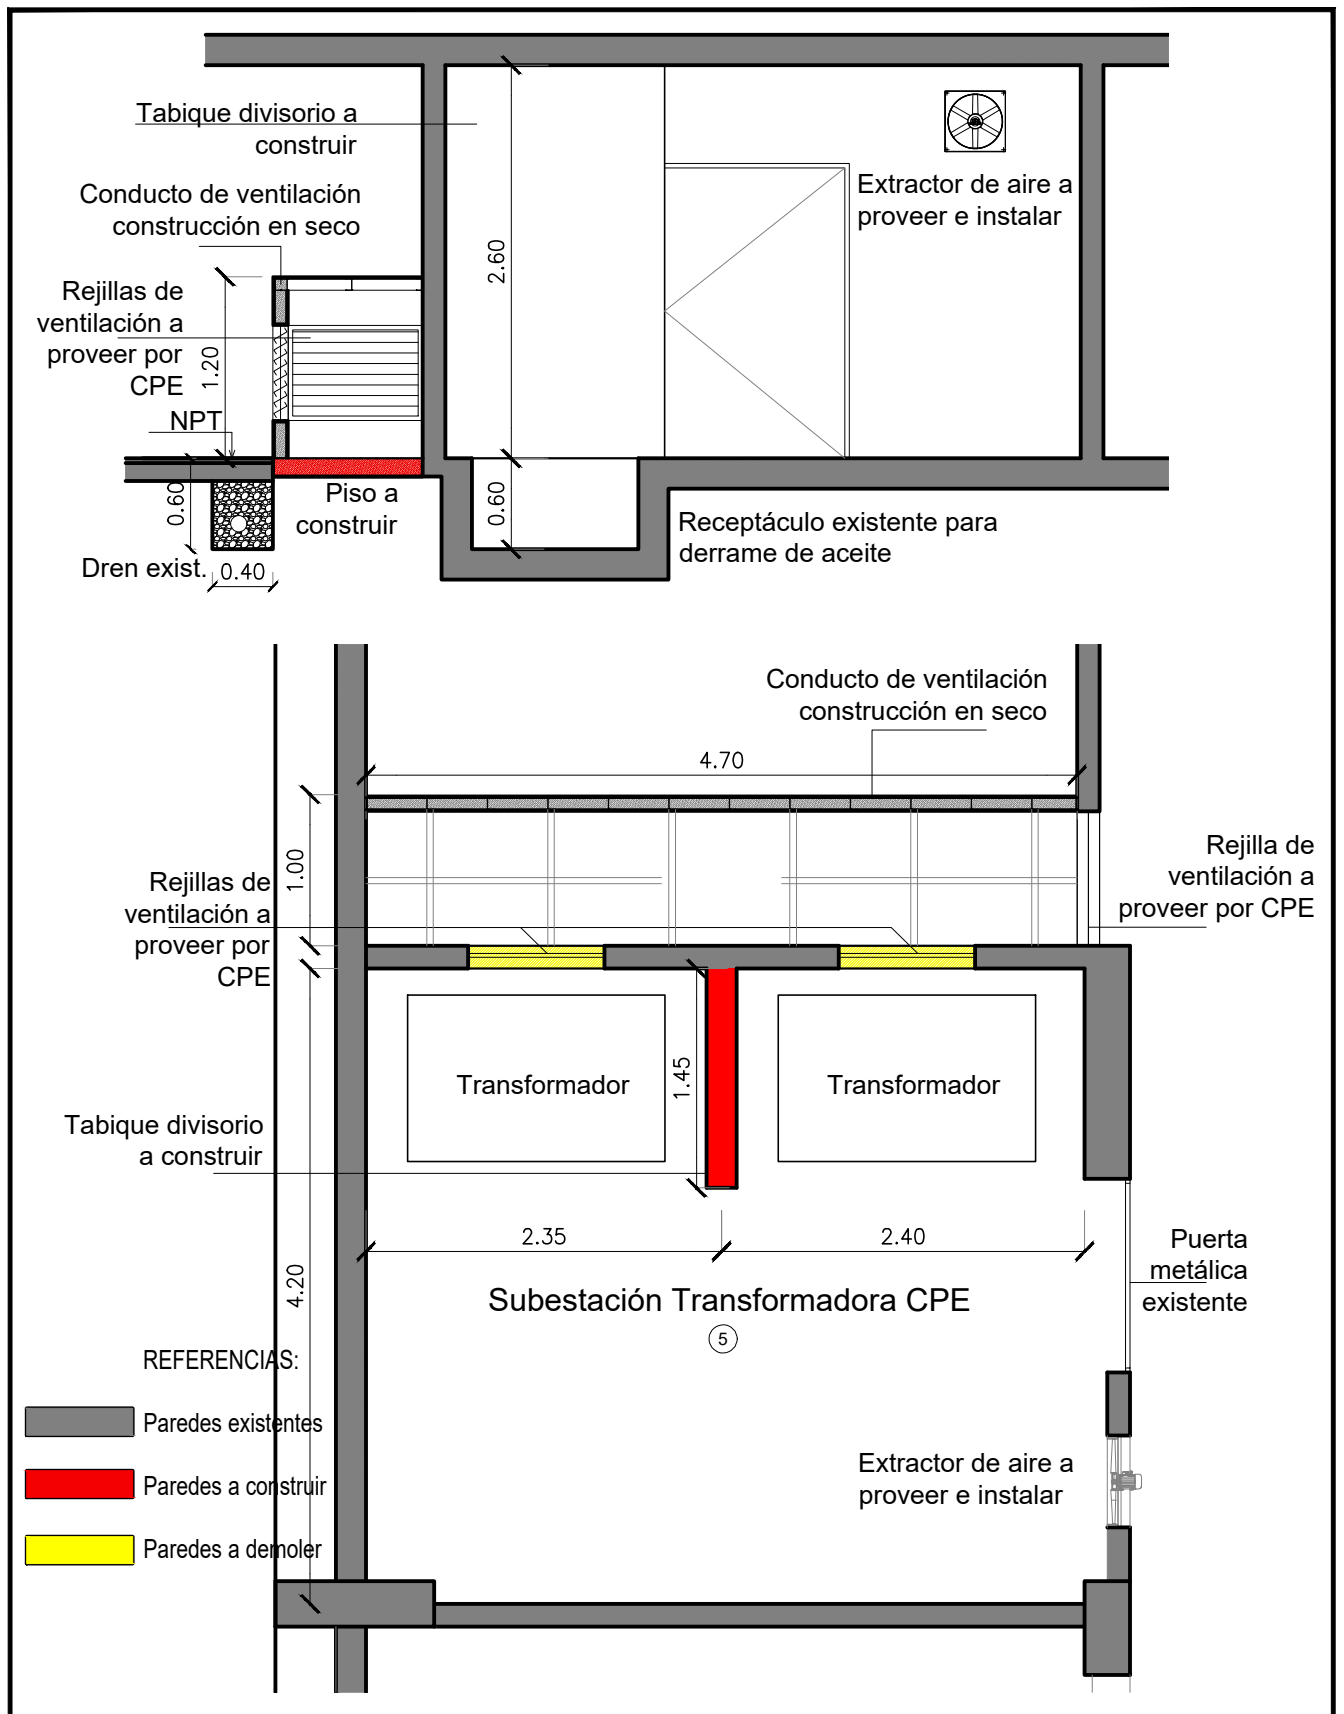 Tabique divisorio a
construir
Conducto de ventilación
construcción en seco
Rejillas de
ventilación a
proveer por
CPE
1.20
NPT
2.60
Extractor de aire a
proveer e instalar
0.60
Piso a
construir
0.60
Receptáculo existente para
derrame de aceite
Dren exist.
0.40
Conducto de ventilación
construcción en seco
4.70
1.00
Rejillas de
ventilación a
proveer por
CPE
Rejilla de
ventilación a
proveer por CPE
Transformador
1.45
Transformador
Tabique divisorio
a construir
2.35
2.40
4.20
Puerta
metálica
existente
Subestación Transformadora CPE
5
REFERENCIAS:
Paredes existentes
Paredes a construir
Paredes a demoler
Extractor de aire a
proveer e instalar